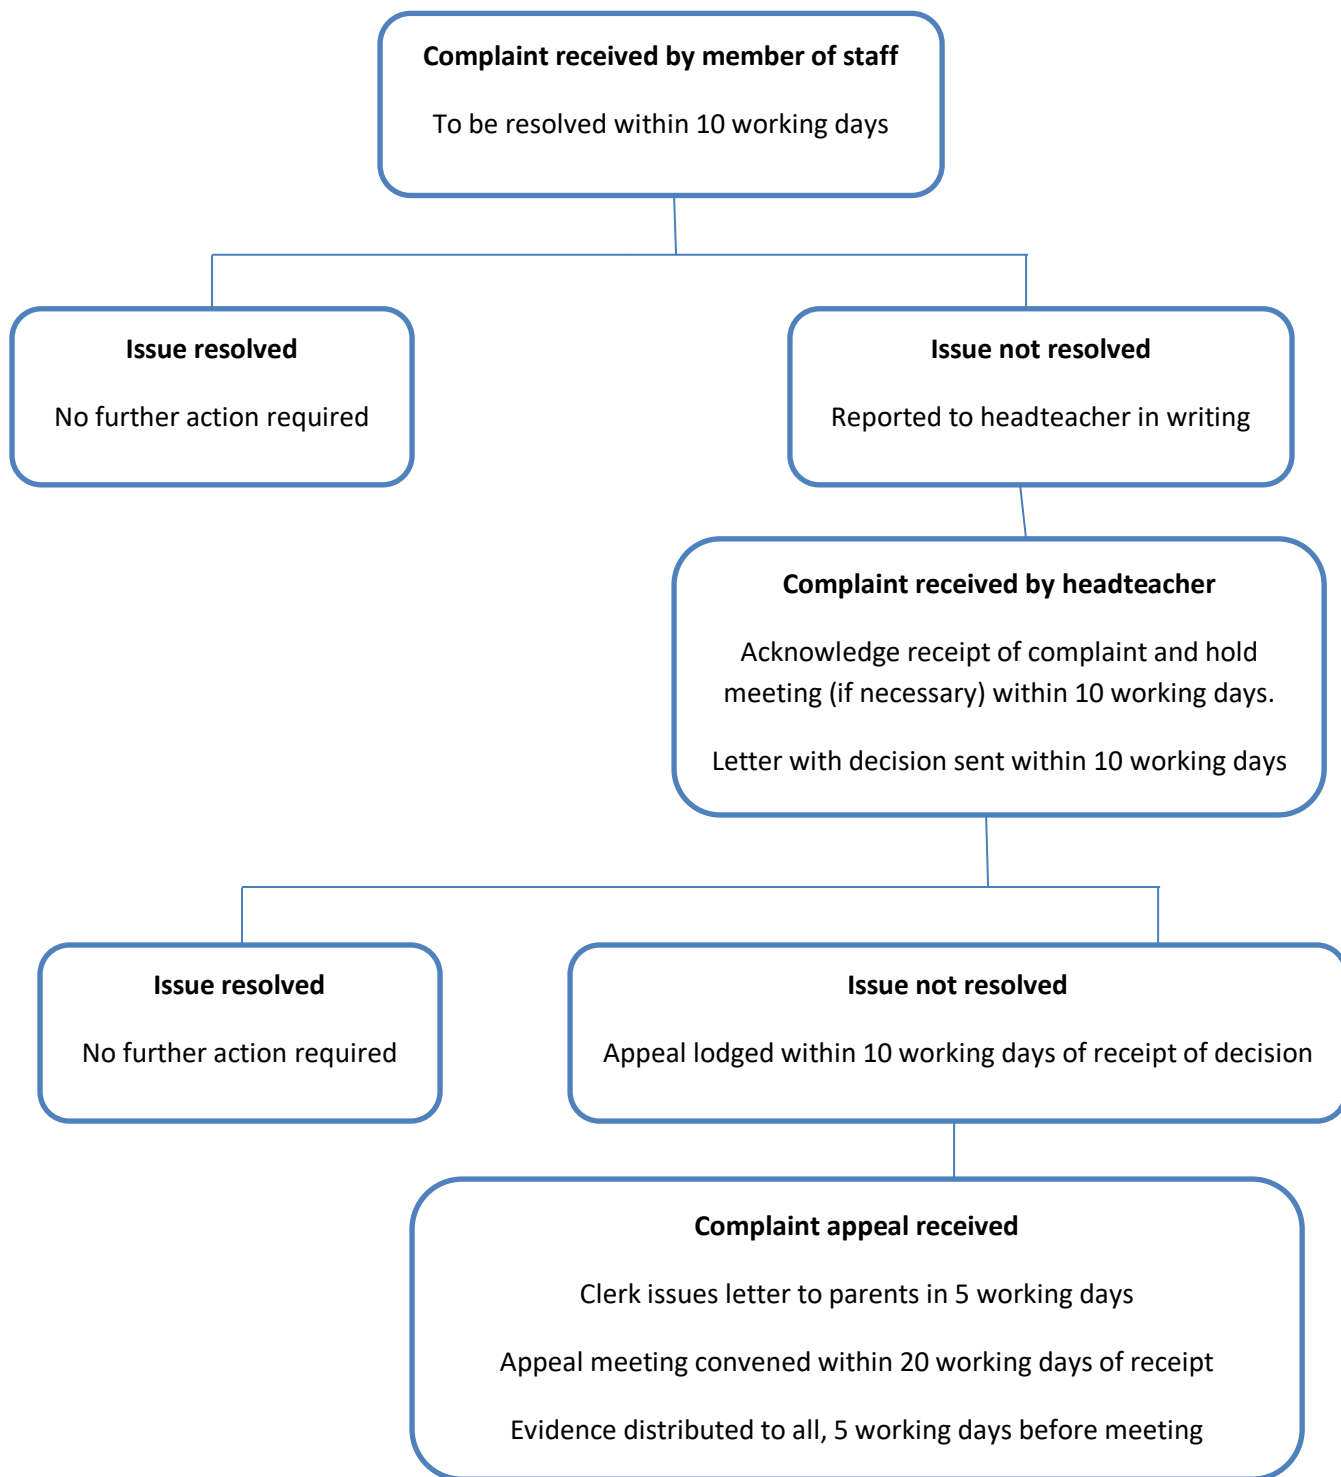 Complaint received by member of staff
To be resolved within 10 working days
Issue resolved
No further action required
Issue not resolved
Reported to headteacher in writing
Complaint received by headteacher
Acknowledge receipt of complaint and hold
meeting (if necessary) within 10 working days.
Letter with decision sent within 10 working days
Issue resolved
No further action required
Issue not resolved
Appeal lodged within 10 working days of receipt of decision
Complaint appeal received
Clerk issues letter to parents in 5 working days
Appeal meeting convened within 20 working days of receipt
Evidence distributed to all, 5 working days before meeting